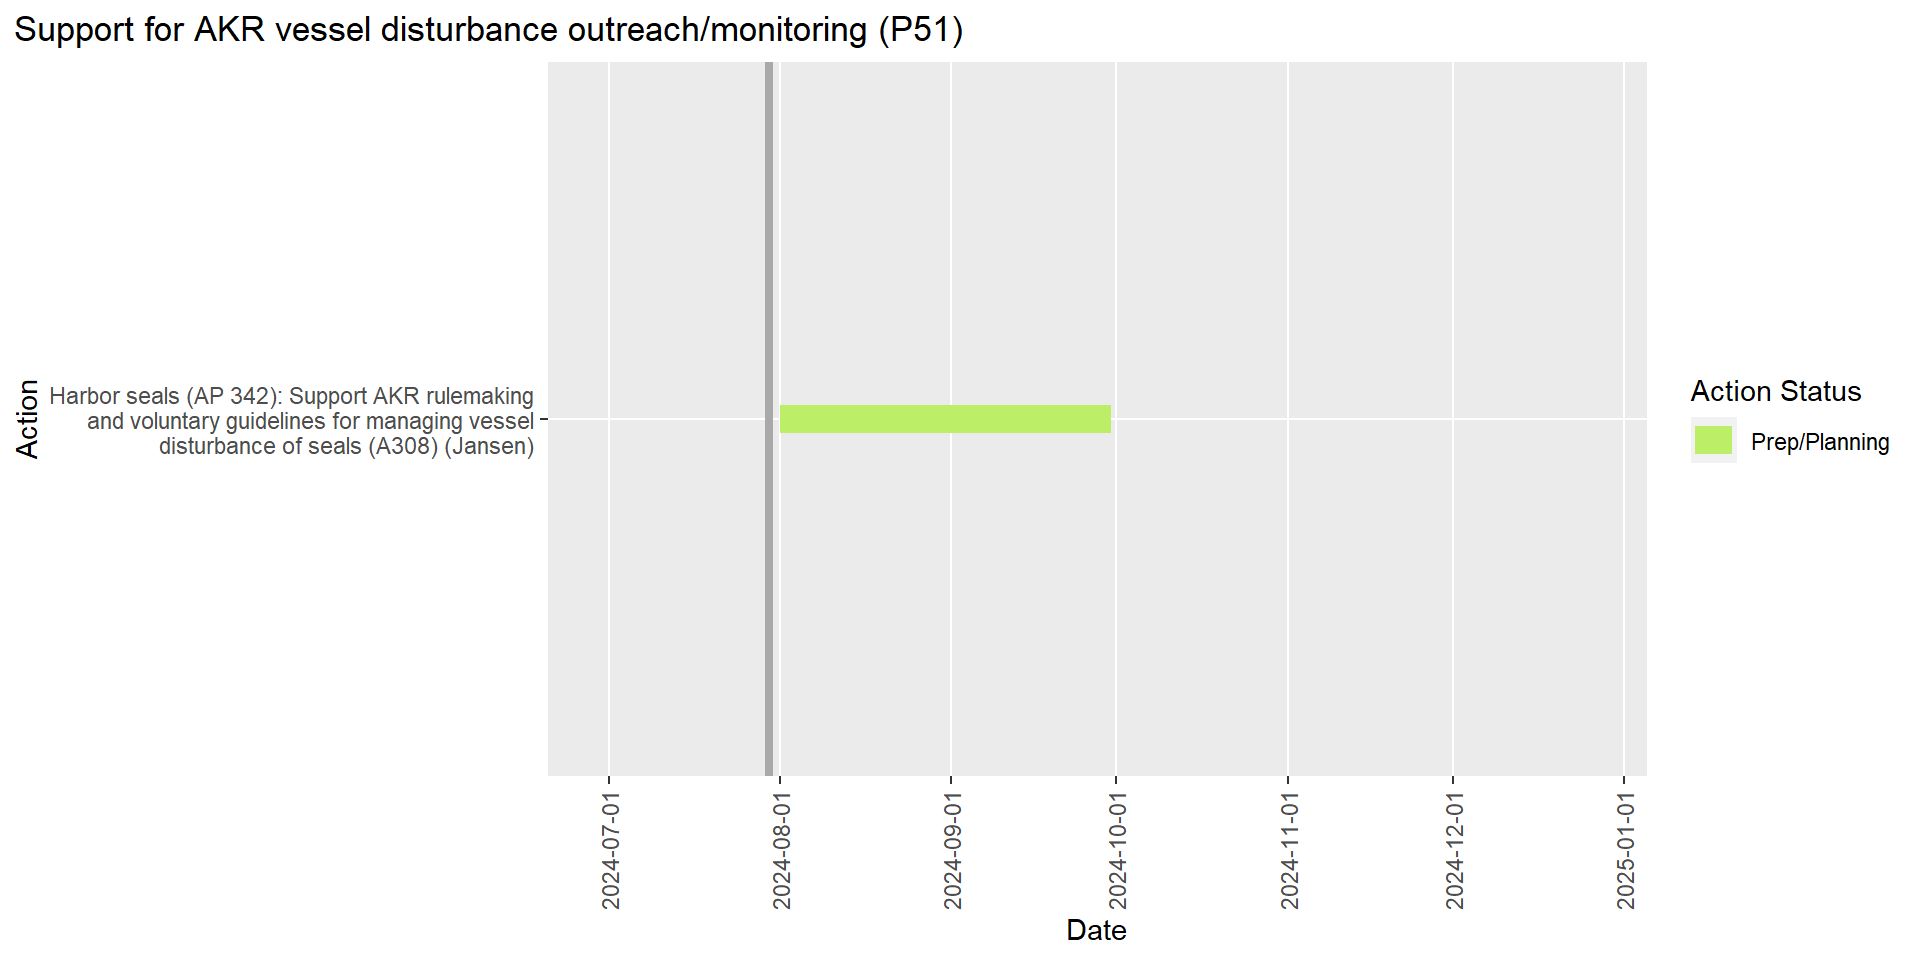 Support for AKR vessel disturbance outreach/monitoring (P51)
Action
Harbor seals (AP 342): Support AKR rulemaking
and voluntary guidelines for managing vessel
disturbance of seals (A308) (Jansen)
Action Status
Prep/Planning
2024-07-01
2024-08-01
2024-09-01
2024-10-01
2024-11-01
2024-12-01
2025-01-01
Date